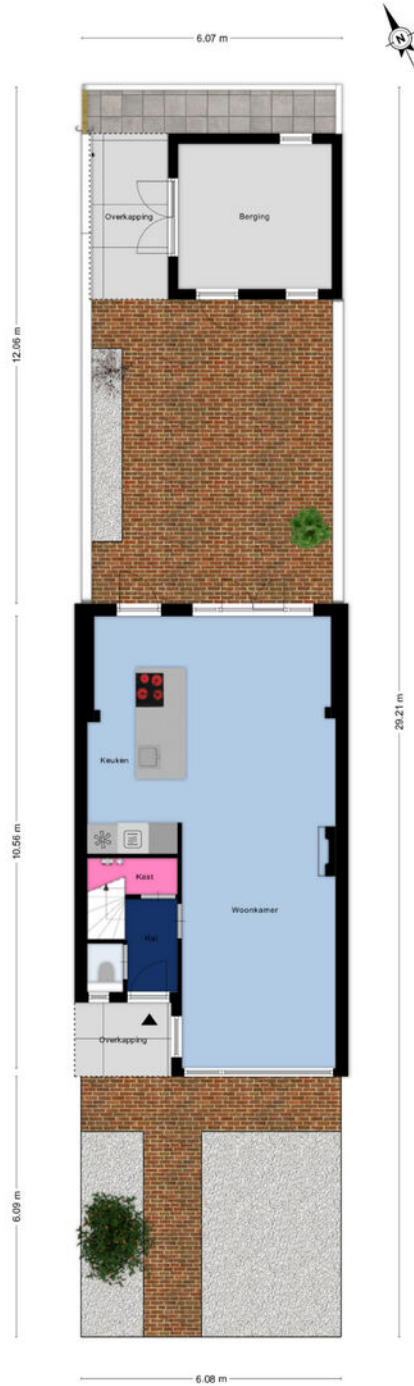 6.07 m
N
Overkapping
Berging
12.06 m
29.21 m
Keuken
10.56 m
Kast
Woonkamer
Hal
Overkapping
6.09 m
6.08 m